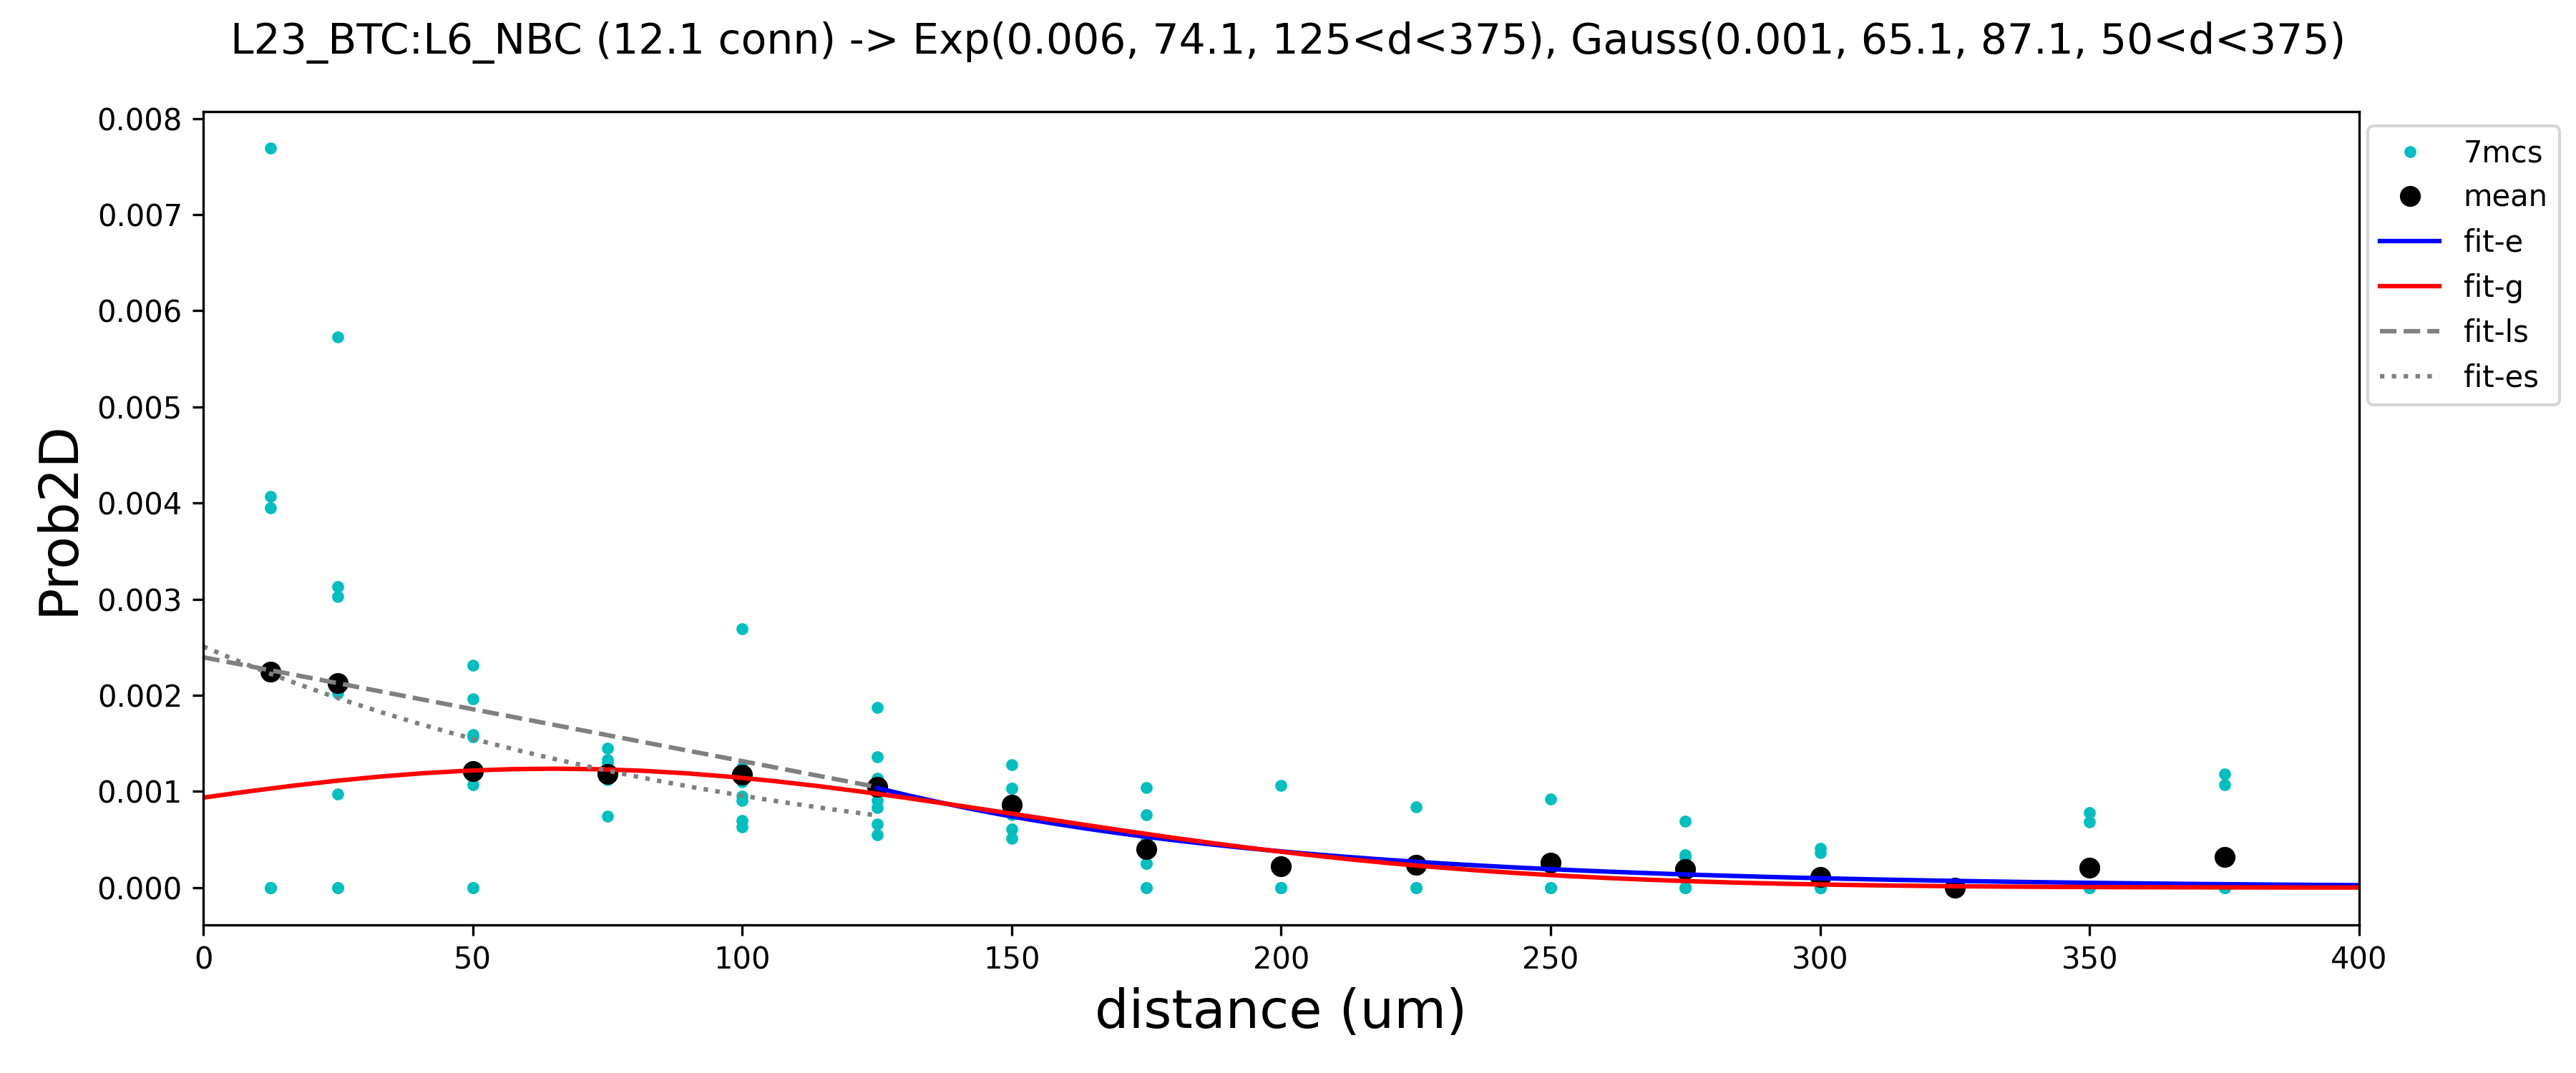 L23_BTC:L6_NBC (12.1 conn) -> Exp(0.006, 74.1, 125<d<375), Gauss(0.001, 65.1, 87.1, 50<d<375)
0.008
0.007
0.006
0.005
0.004
0.003
0.002
0.001
0.000
Prob2D
0 50 100 150 200 250 300 350 400
distance (um)
7mcs
mean
fit-e
fit-g
fit-ls
fit-es